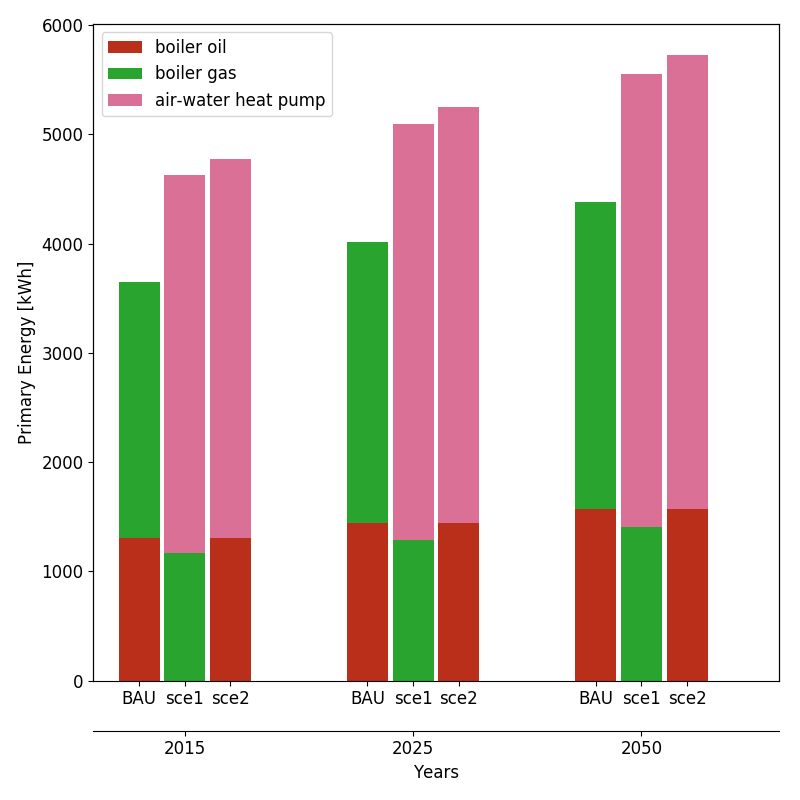 6000
5000
4000
3000
2000
1000
0
Primary Energy [kWh]
boiler oil
boiler gas
air-water heat pump
BAU sce1 sce2 BAU sce1 sce2 BAU sce1 sce2
2015 2025 2050
Years